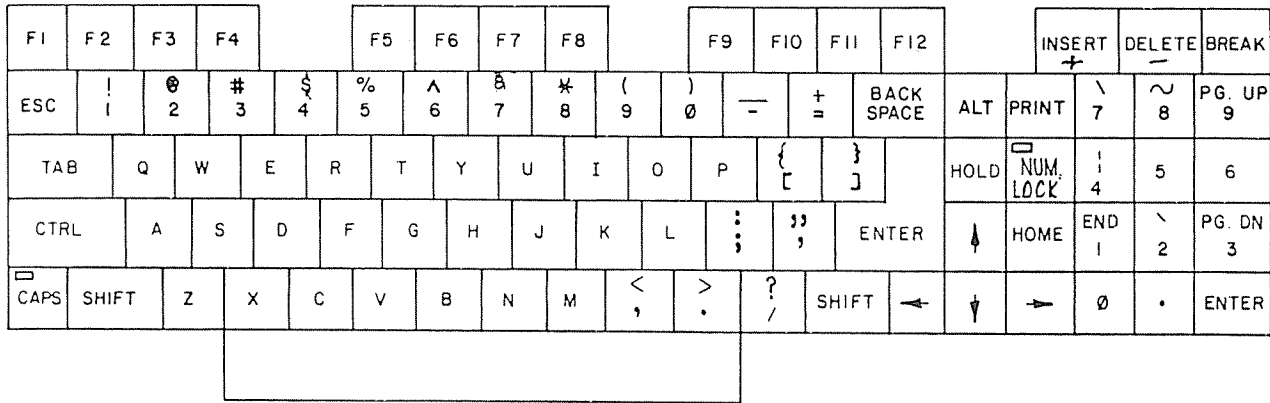 F1 F2 F3 F4 F5 F6 F7 F8 F9 F10 F11 F12 INSERT DELETE BREAK
+ −
! @ # $ % ^ & * ( ) — + BACK \ ~ PG. UP
ESC 1 2 3 4 5 6 7 8 9 Ø - = SPACE ALT PRINT 7 8 9
TAB Q W E R T Y U I O P { } HOLD NUM. ¦ 5 6
[ ] LOCK 4
CTRL A S D F G H J K L : " ENTER ↑ HOME END ` PG. DN
; ' 1 2 3
CAPS SHIFT Z X C V B N M < > ? SHIFT ← ↓ → Ø . ENTER
, . /